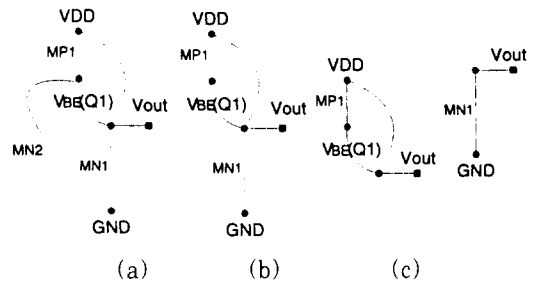 VDD
MP1
VBE(Q1)
Vout
MN2
MN1
GND
(a)
VDD
MP1
VBE(Q1)
Vout
MN1
GND
(b)
VDD
MP1
VBE(Q1)
Vout
(c)
Vout
MN1
GND